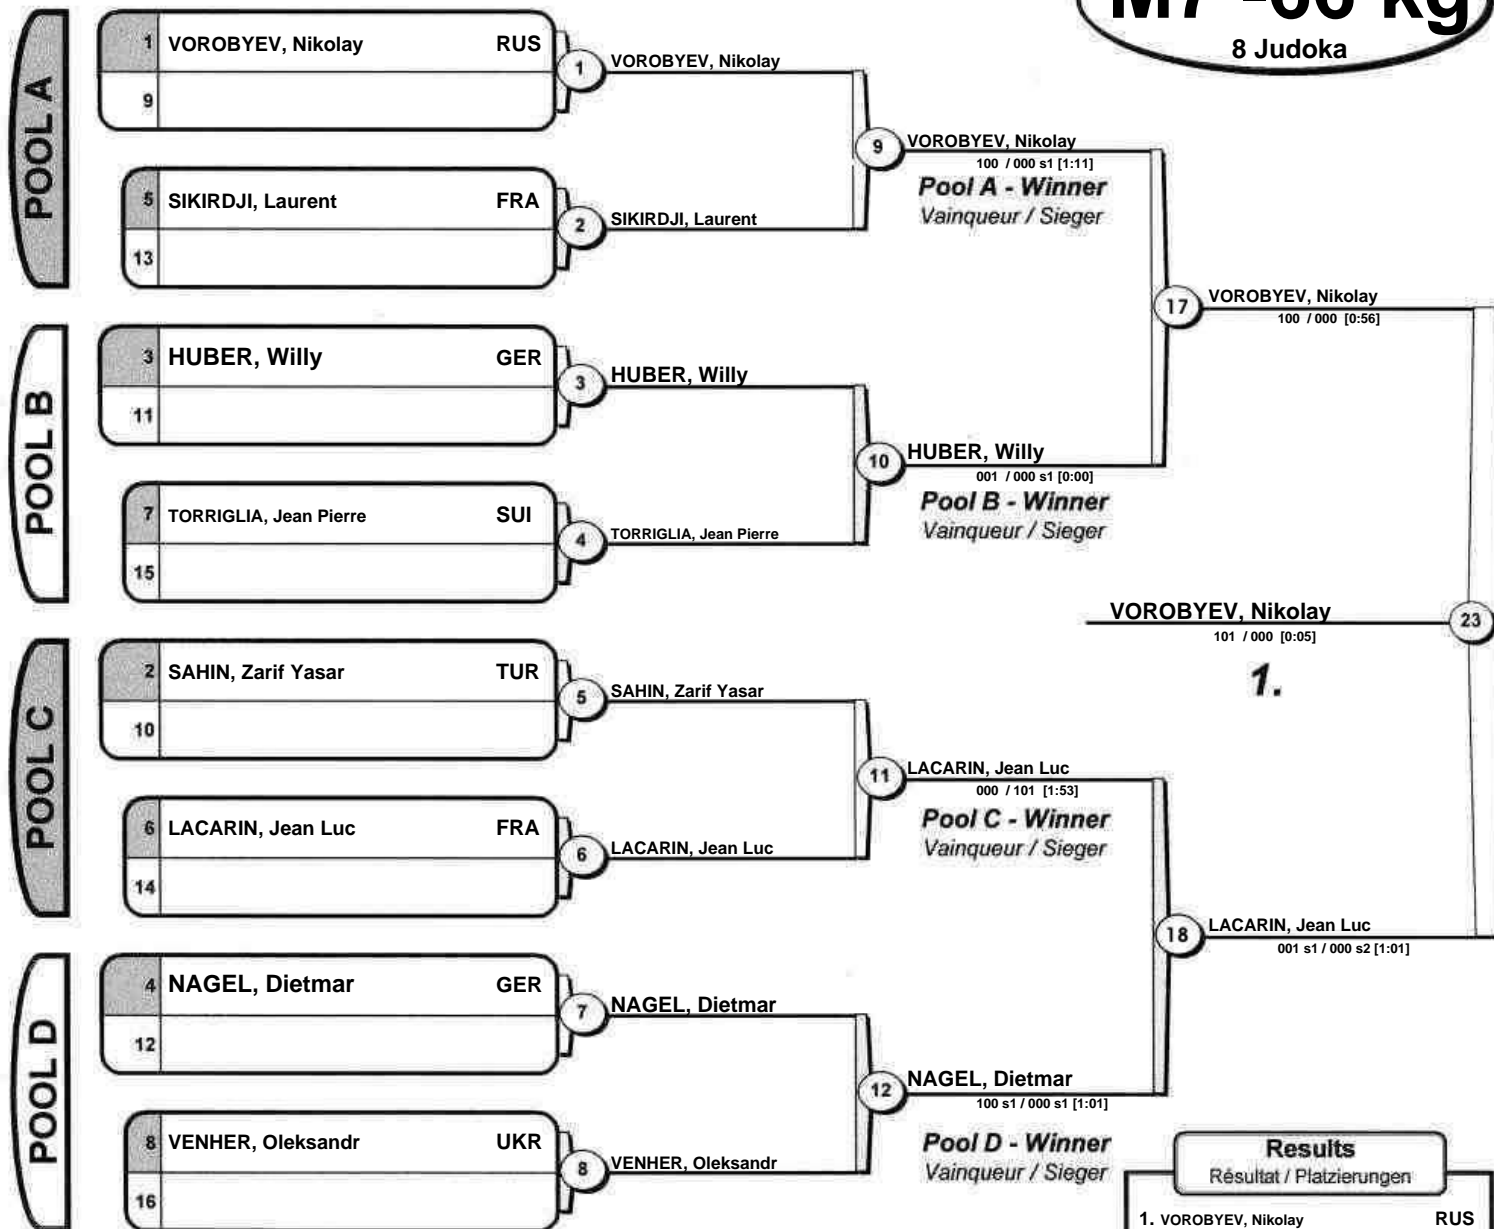 M7 -66 kg
8 Judoka
POOL A
1 VOROBYEV, Nikolay RUS
9
5 SIKIRDJI, Laurent FRA
13
1 VOROBYEV, Nikolay
2 SIKIRDJI, Laurent
9 VOROBYEV, Nikolay
100 / 000 s1 [1:11]
Pool A - Winner
Vainqueur / Sieger
POOL B
3 HUBER, Willy GER
11
7 TORRIGLIA, Jean Pierre SUI
15
3 HUBER, Willy
4 TORRIGLIA, Jean Pierre
10 HUBER, Willy
001 / 000 s1 [0:00]
Pool B - Winner
Vainqueur / Sieger
17 VOROBYEV, Nikolay
100 / 000 [0:56]
VOROBYEV, Nikolay 23
101 / 000 [0:05]
1.
POOL C
2 SAHIN, Zarif Yasar TUR
10
6 LACARIN, Jean Luc FRA
14
5 SAHIN, Zarif Yasar
6 LACARIN, Jean Luc
11 LACARIN, Jean Luc
000 / 101 [1:53]
Pool C - Winner
Vainqueur / Sieger
18 LACARIN, Jean Luc
001 s1 / 000 s2 [1:01]
POOL D
4 NAGEL, Dietmar GER
12
8 VENHER, Oleksandr UKR
16
7 NAGEL, Dietmar
8 VENHER, Oleksandr
12 NAGEL, Dietmar
100 s1 / 000 s1 [1:01]
Pool D - Winner
Vainqueur / Sieger
Results
Résultat / Platzierungen
1. VOROBYEV, Nikolay RUS